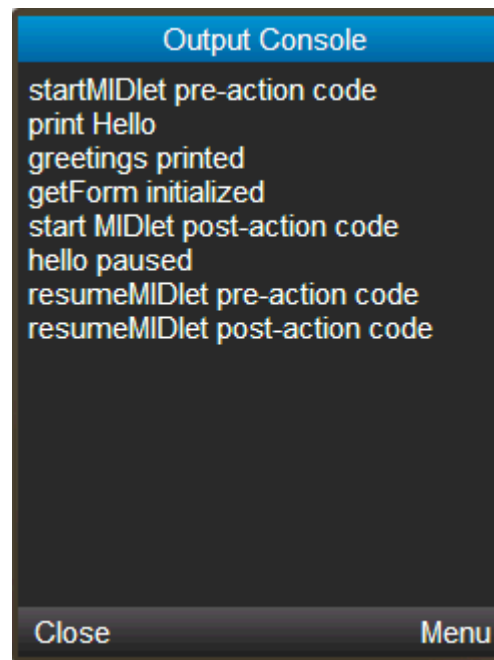 Output Console
startMIDlet pre-action code
print Hello
greetings printed
getForm initialized
start MIDlet post-action code
hello paused
resumeMIDlet pre-action code
resumeMIDlet post-action code
Close Menu